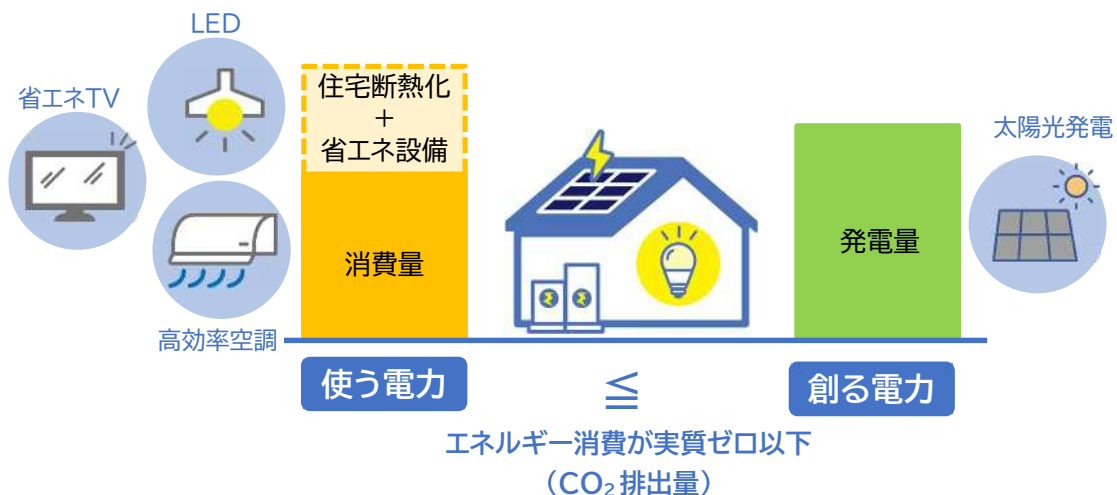 LED
省エネTV
高効率空調
住宅断熱化
+
省エネ設備
消費量
発電量
太陽光発電
使う電力
≦
創る電力
エネルギー消費が実質ゼロ以下
(CO₂排出量)